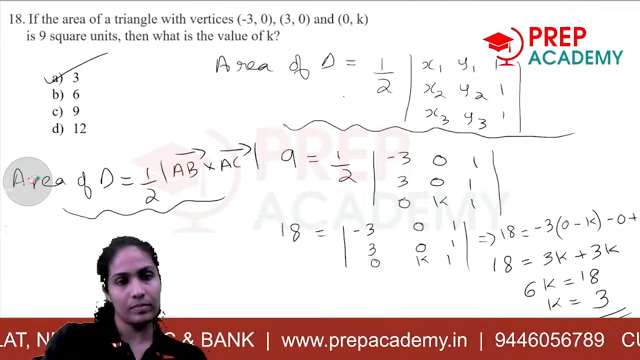 18. If the area of a triangle with vertices (-3, 0), (3, 0) and (0, k)
is 9 square units, then what is the value of k?
PREP
ACADEMY
a) 3
b) 6
c) 9
d) 12
Area of Δ = 1/2 | x1 y1 1
x2 y2 1
x3 y3 1 |
Area of Δ = 1/2 |AB × AC|
9 = 1/2 | -3 0 1
3 0 1
0 k 1 |
18 = | -3 0 1
3 0 1
0 k 1 |
=> 18 = -3(0-k) -0+
18 = 3k + 3k
6k = 18
k = 3
LAT, N & BANK | www.prepacademy.in | 9446056789 CU